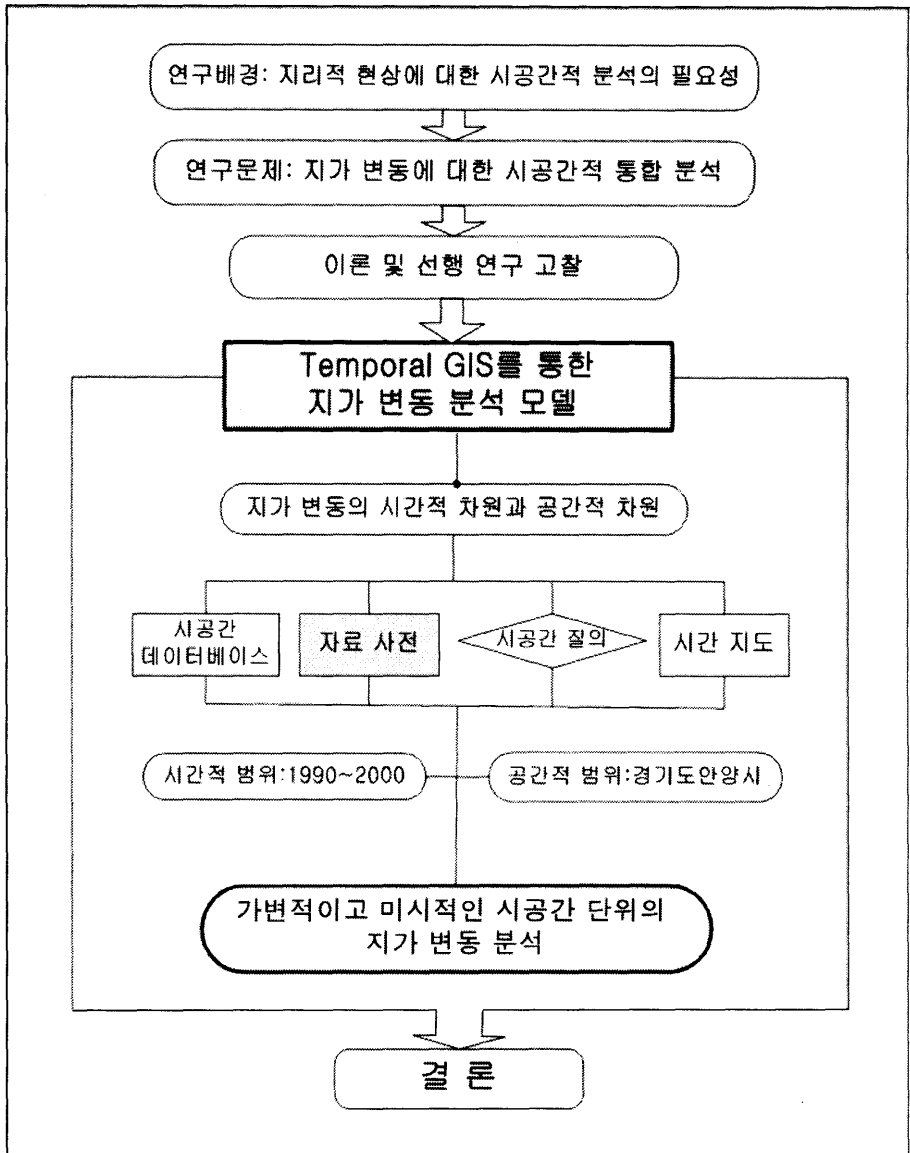 연구배경: 지리적 현상에 대한 시공간적 분석의 필요성
연구문제: 지가 변동에 대한 시공간적 통합 분석
이론 및 선행 연구 고찰
Temporal GIS를 통한
지가 변동 분석 모델
지가 변동의 시간적 차원과 공간적 차원
시공간
데이터베이스
자료 사전
시공간 질의
시간 지도
시간적 범위:1990~2000
공간적 범위:경기도안양시
가변적이고 미시적인 시공간 단위의
지가 변동 분석
결 론